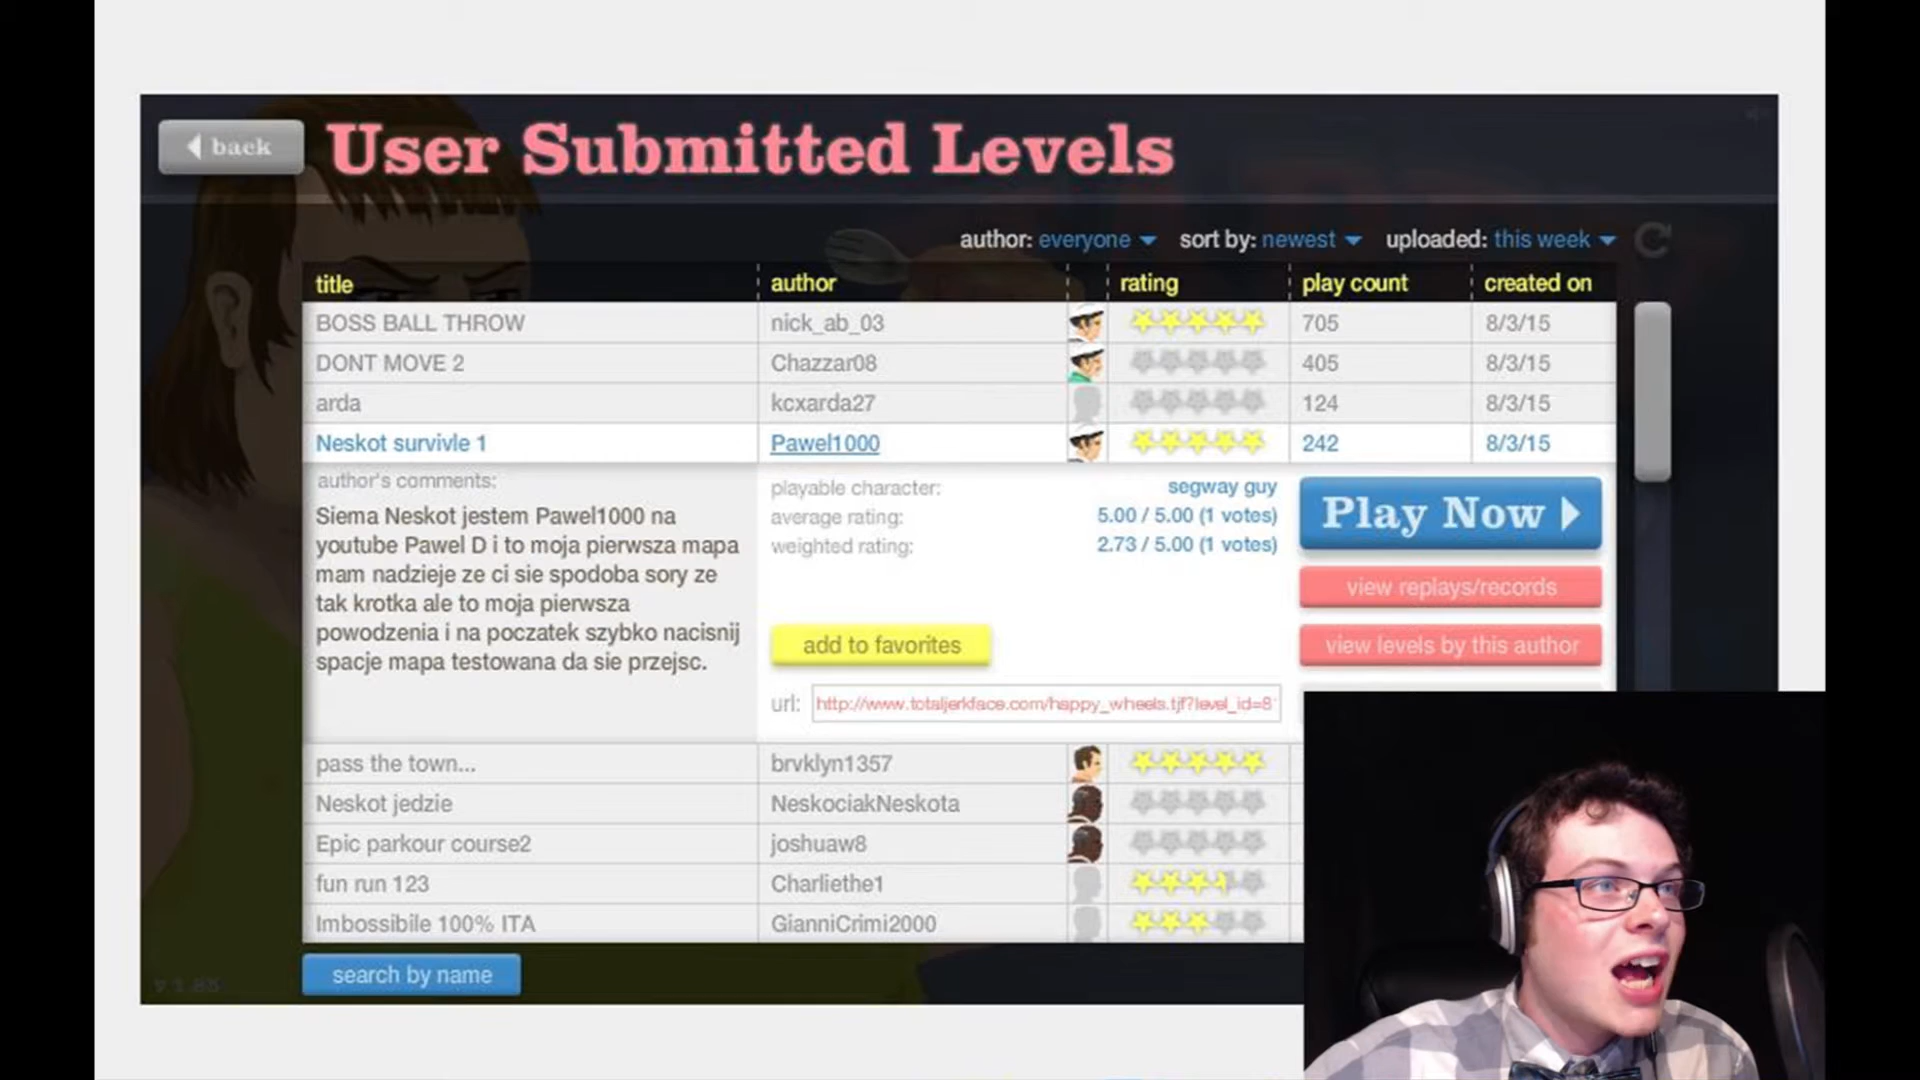 back
User Submitted Levels
author: everyone sort by: newest uploaded: this week
title author rating play count created on
BOSS BALL THROW nick_ab_03 705 8/3/15
DONT MOVE 2 Chazzar08 405 8/3/15
arda kcxarda27 124 8/3/15
Neskot survivle 1 Pawel1000 242 8/3/15
author's comments:
Siema Neskot jestem Pawel1000 na
youtube Pawel D i to moja pierwsza mapa
mam nadzieje ze ci sie spodoba sory ze
tak krotka ale to moja pierwsza
powodzenia i na poczatek szybko nacisnij
spacje mapa testowana da sie przejsc.
playable character: segway guy
average rating: 5.00 / 5.00 (1 votes)
weighted rating: 2.73 / 5.00 (1 votes)
add to favorites
url: http://www.totaljerkface.com/happy_wheels.tjf?level_id=8
Play Now
view replays/records
view levels by this author
pass the town... brvklyn1357
Neskot jedzie NeskociakNeskota
Epic parkour course2 joshuaw8
fun run 123 Charliethe1
Imbossibile 100% ITA GianniCrimi2000
search by name